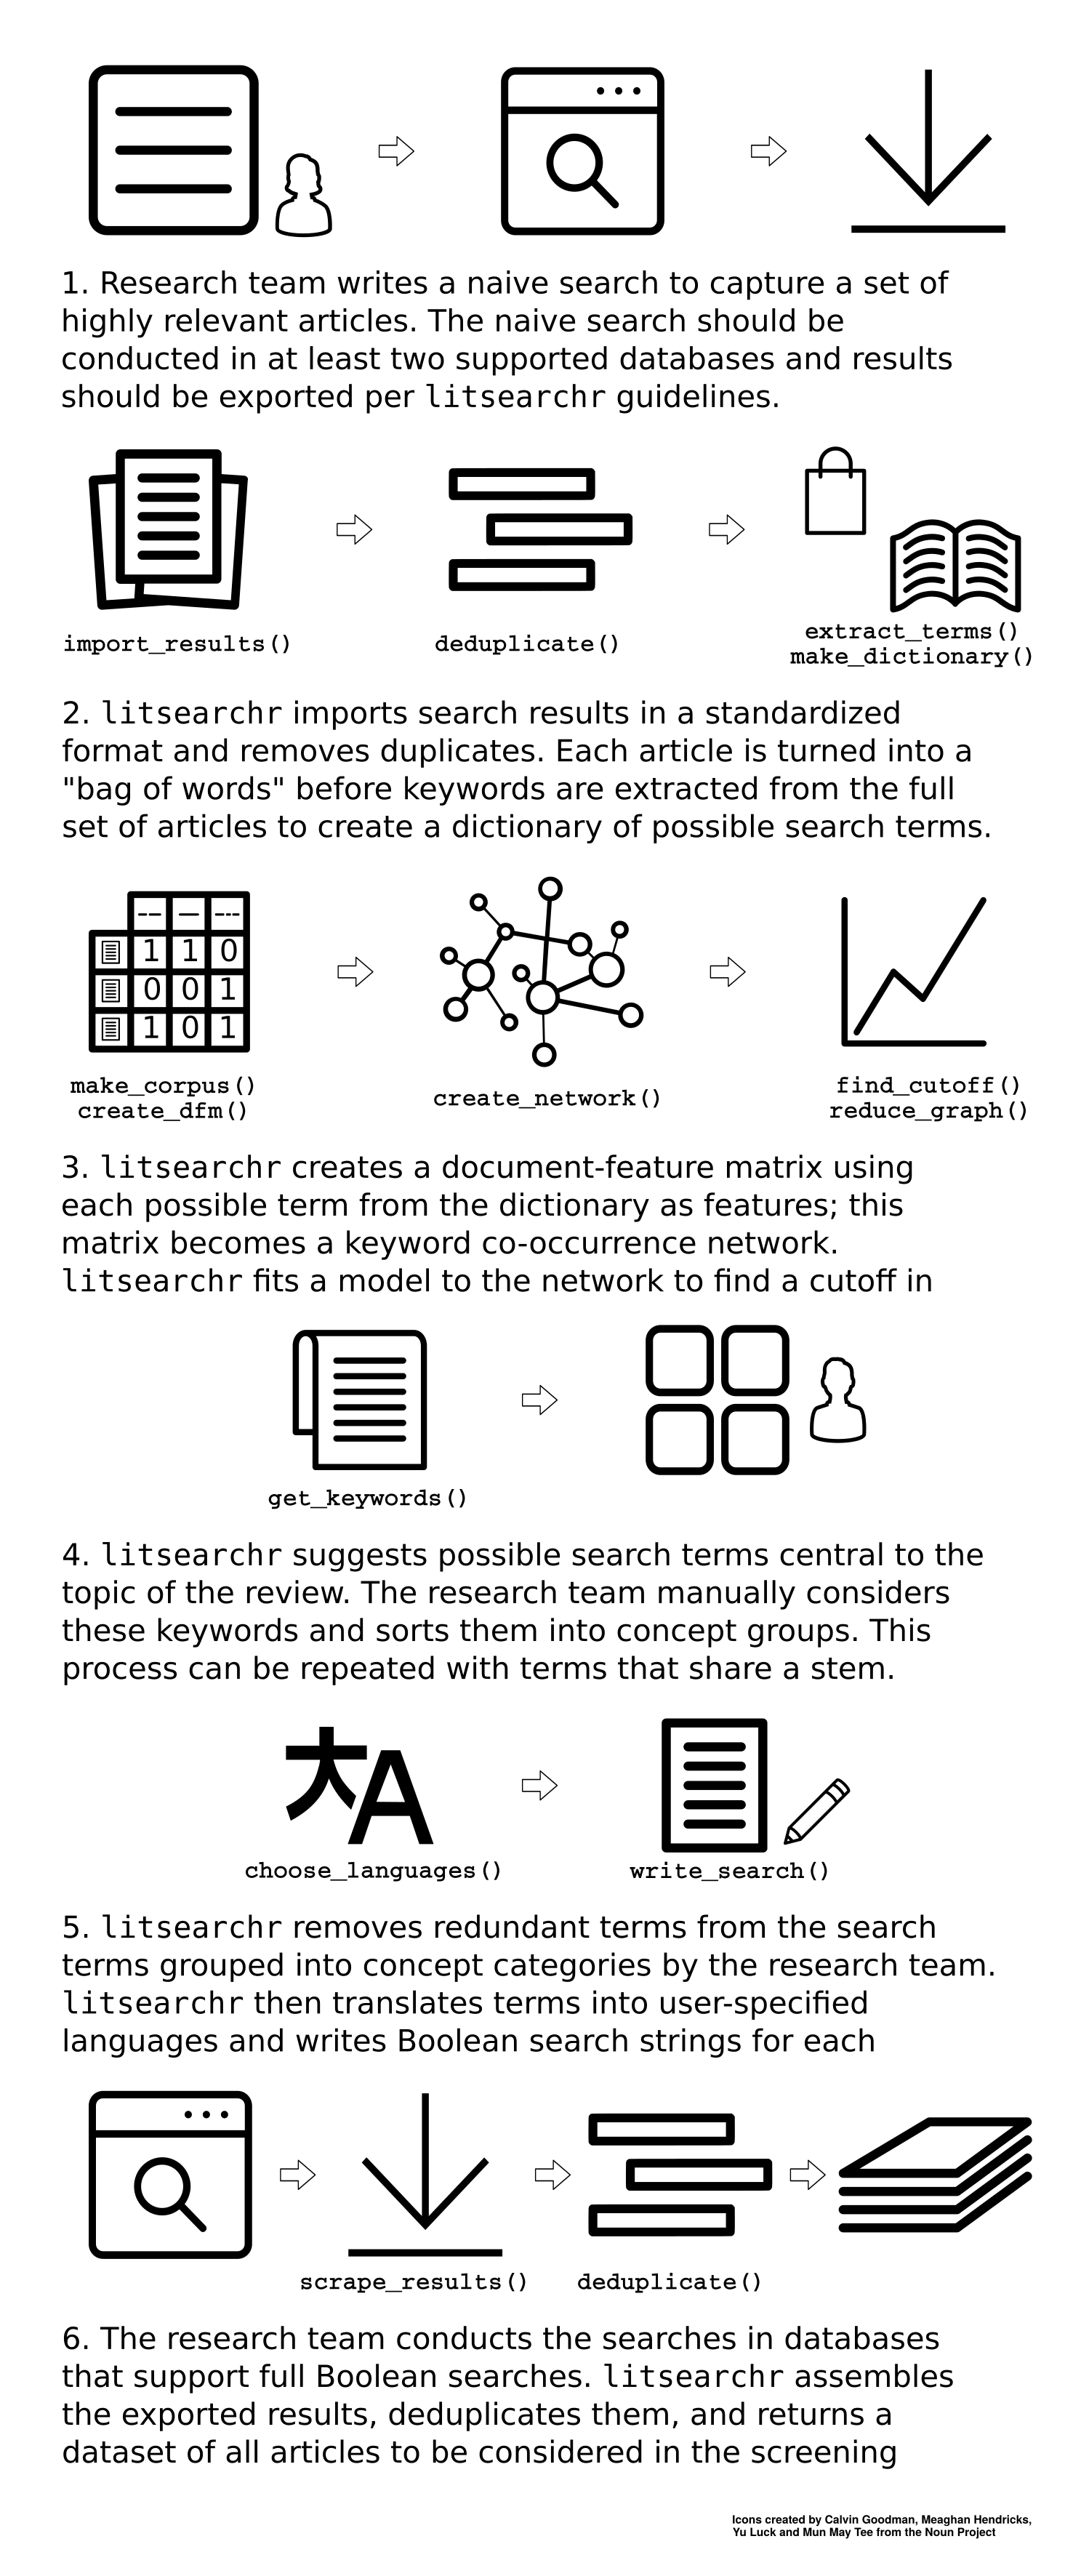 1. Research team writes a naive search to capture a set of
highly relevant articles. The naive search should be
conducted in at least two supported databases and results
should be exported per litsearchr guidelines.
import_results()
deduplicate()
extract_terms()
make_dictionary()
2. litsearchr imports search results in a standardized
format and removes duplicates. Each article is turned into a
"bag of words" before keywords are extracted from the full
set of articles to create a dictionary of possible search terms.
1 1 0
0 0 1
1 0 1
make_corpus()
create_dfm()
create_network()
find_cutoff()
reduce_graph()
3. litsearchr creates a document-feature matrix using
each possible term from the dictionary as features; this
matrix becomes a keyword co-occurrence network.
litsearchr fits a model to the network to find a cutoff in
get_keywords()
4. litsearchr suggests possible search terms central to the
topic of the review. The research team manually considers
these keywords and sorts them into concept groups. This
process can be repeated with terms that share a stem.
大A
choose_languages()
write_search()
5. litsearchr removes redundant terms from the search
terms grouped into concept categories by the research team.
litsearchr then translates terms into user-specified
languages and writes Boolean search strings for each
scrape_results()
deduplicate()
6. The research team conducts the searches in databases
that support full Boolean searches. litsearchr assembles
the exported results, deduplicates them, and returns a
dataset of all articles to be considered in the screening
Icons created by Calvin Goodman, Meaghan Hendricks,
Yu Luck and Mun May Tee from the Noun Project